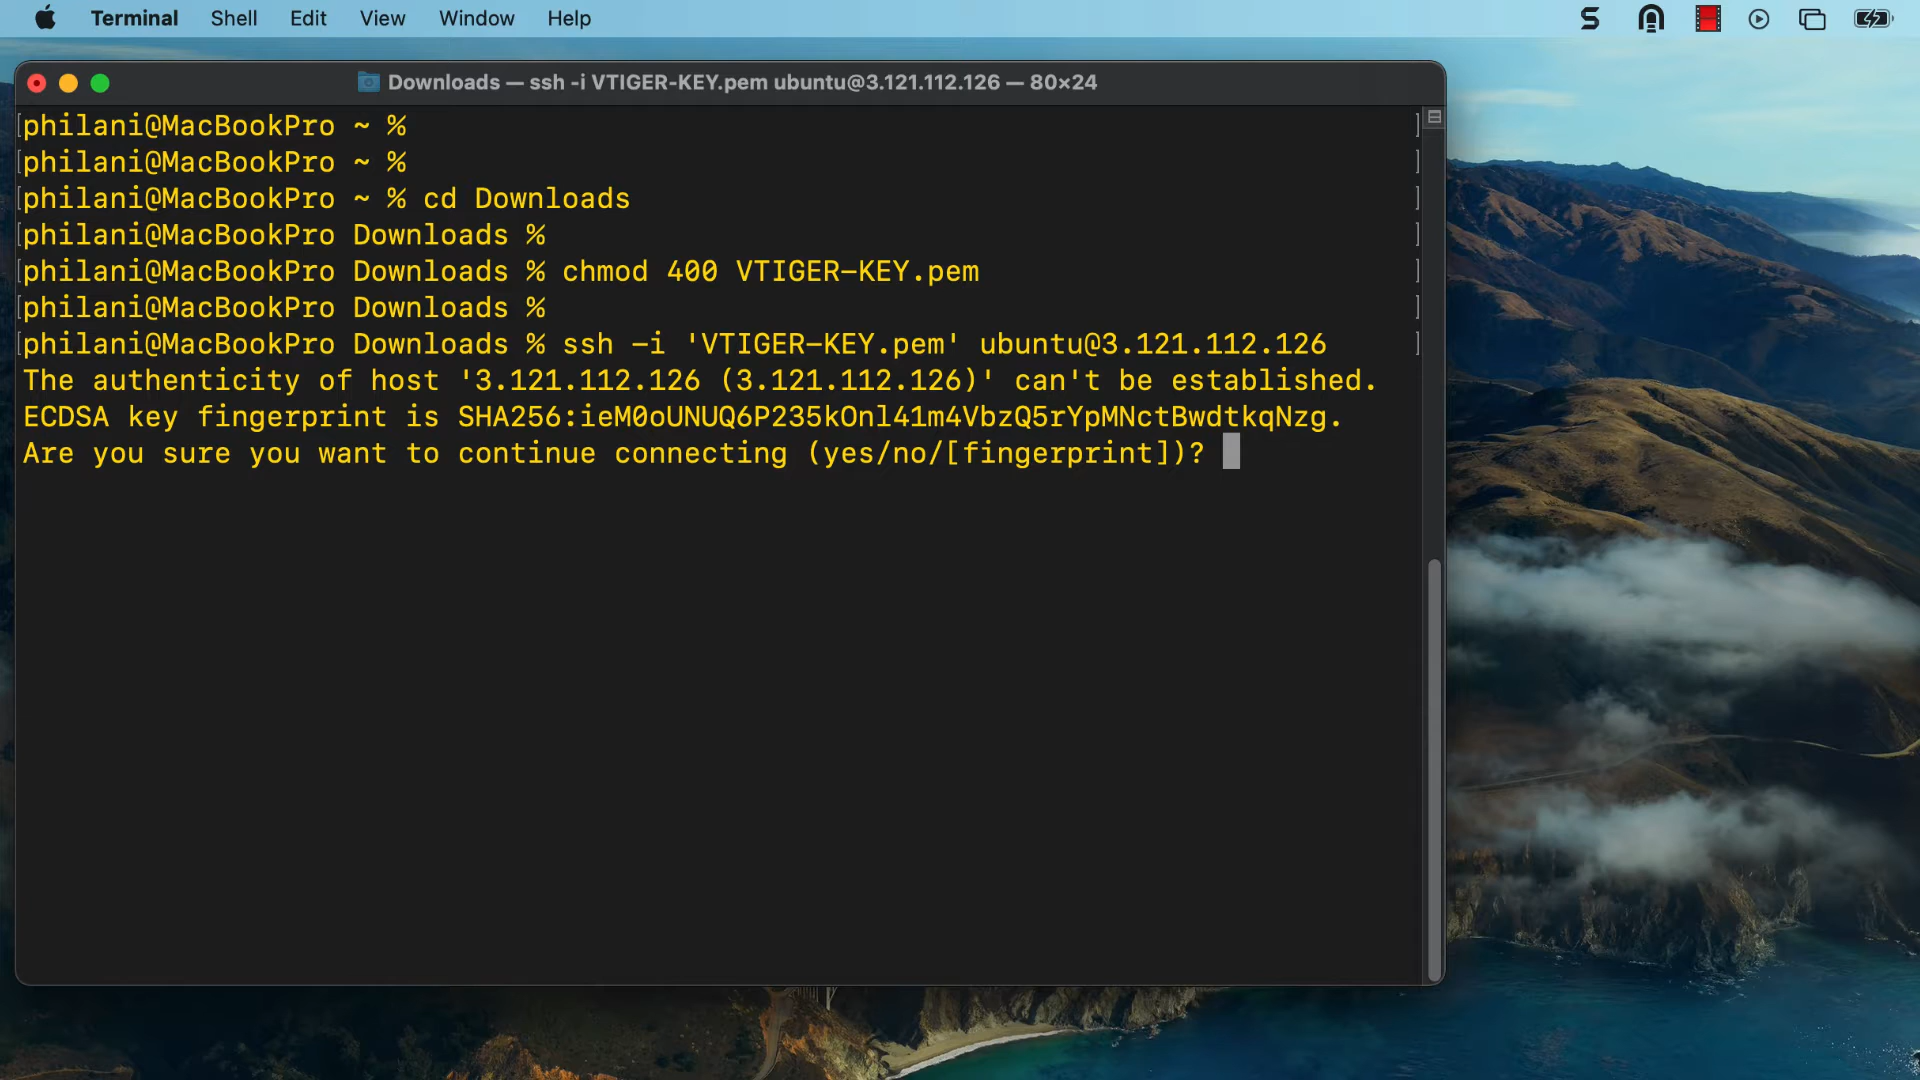 Terminal Shell Edit View Window Help
Downloads — ssh -i VTIGER-KEY.pem ubuntu@3.121.112.126 — 80×24
philani@MacBookPro ~ %
philani@MacBookPro ~ %
philani@MacBookPro ~ % cd Downloads
philani@MacBookPro Downloads %
philani@MacBookPro Downloads % chmod 400 VTIGER-KEY.pem
philani@MacBookPro Downloads %
philani@MacBookPro Downloads % ssh -i 'VTIGER-KEY.pem' ubuntu@3.121.112.126
The authenticity of host '3.121.112.126 (3.121.112.126)' can't be established.
ECDSA key fingerprint is SHA256:ieM0oUNUQ6P235kOnl41m4VbzQ5rYpMNctBwdtkqNzg.
Are you sure you want to continue connecting (yes/no/[fingerprint])?